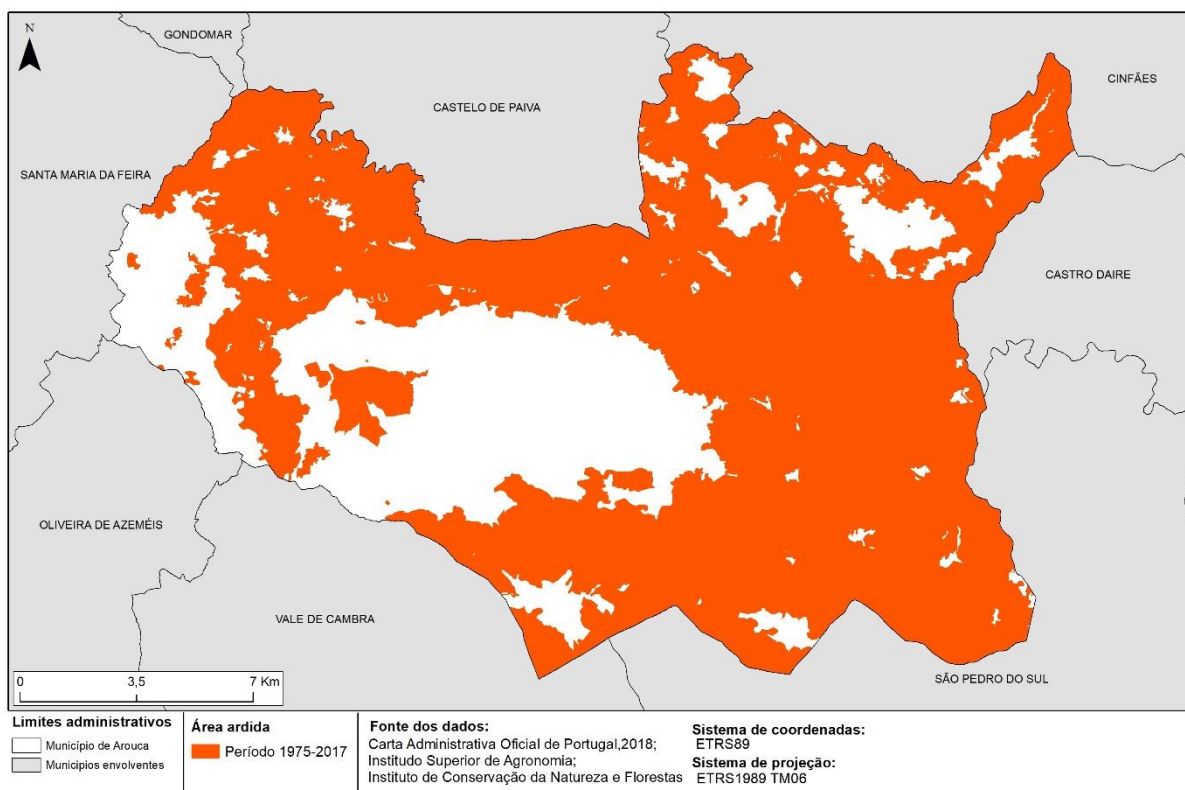 N
GONDOMAR
CINFÃES
CASTELO DE PAIVA
SANTA MARIA DA FEIRA
CASTRO DAIRE
OLIVEIRA DE AZEMÉIS
VALE DE CAMBRA
SÃO PEDRO DO SUL
0 3,5 7 Km
Limites administrativos
Município de Arouca
Municípios envolventes
Área ardida
Período 1975-2017
Fonte dos dados:
Carta Administrativa Oficial de Portugal,2018;
Institudo Superior de Agronomia;
Instituto de Conservação da Natureza e Florestas
Sistema de coordenadas:
ETRS89
Sistema de projeção:
ETRS1989 TM06